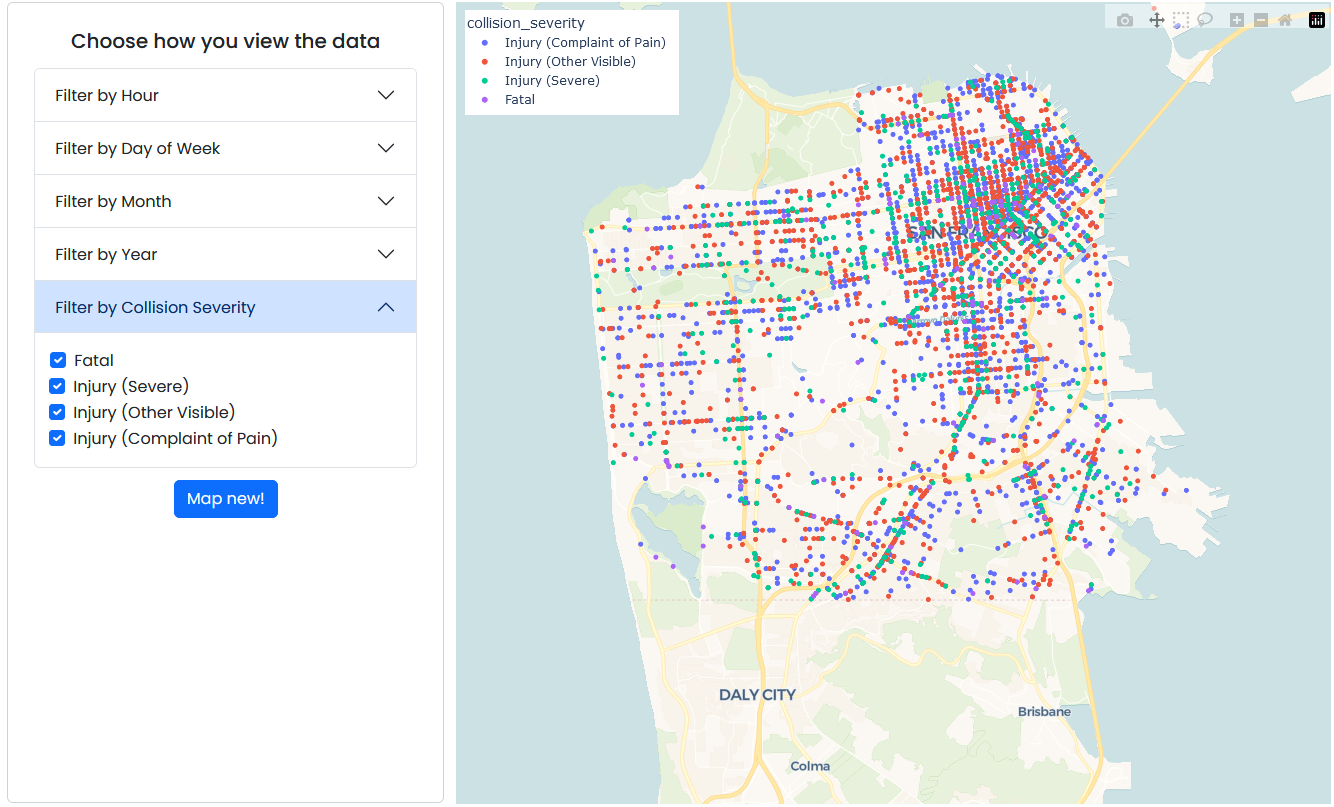 Choose how you view the data
Filter by Hour
Filter by Day of Week
Filter by Month
Filter by Year
Filter by Collision Severity
Fatal
Injury (Severe)
Injury (Other Visible)
Injury (Complaint of Pain)
Map new!
collision_severity
Injury (Complaint of Pain)
Injury (Other Visible)
Injury (Severe)
Fatal
SAN FRANCISCO
DALY CITY
Brisbane
Colma